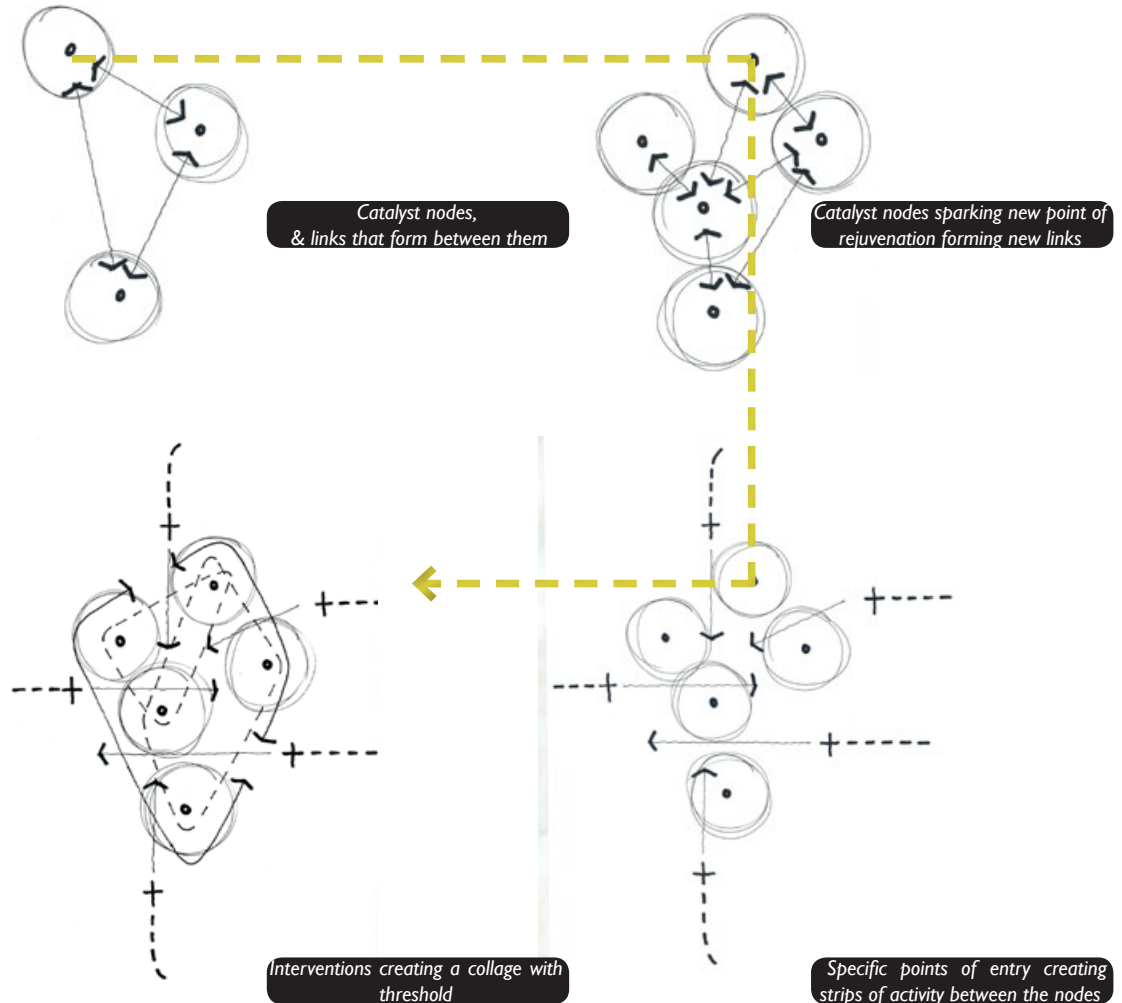 Catalyst nodes,
& links that form between them
Catalyst nodes sparking new point of
rejuvenation forming new links
Interventions creating a collage with
threshold
Specific points of entry creating
strips of activity between the nodes